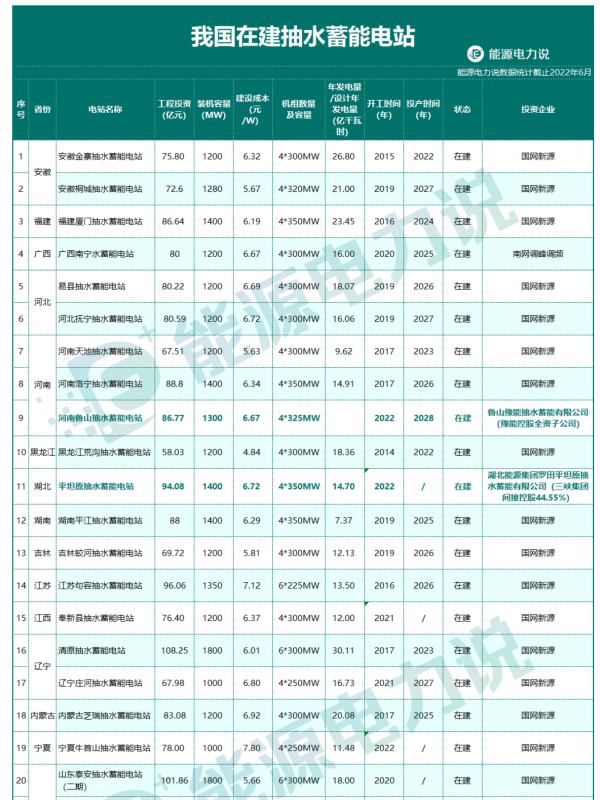 我国在建抽水蓄能电站
能源电力说
能源电力说数据统计截止2022年6月
序号 省份 电站名称 工程投资(亿元) 装机容量(MW) 建设成本(元/W) 机组数量及容量 年发电量/设计年发电量(亿千瓦时) 开工时间(年) 投产时间(年) 状态 投资企业
1 安徽 安徽金寨抽水蓄能电站 75.80 1200 6.32 4*300MW 26.80 2015 2022 在建 国网新源
2 安徽桐城抽水蓄能电站 72.6 1280 5.67 4*320MW 21.00 2019 2027 在建 国网新源
3 福建 福建厦门抽水蓄能电站 86.64 1400 6.19 4*350MW 23.45 2016 2024 在建 国网新源
4 广西 广西南宁水蓄能电站 80 1200 6.67 4*300MW 16.00 2020 2025 在建 南网调峰调频
5 河北 易县抽水蓄能电站 80.22 1200 6.69 4*300MW 18.07 2019 2026 在建 国网新源
6 河北抚宁抽水蓄能电站 80.59 1200 6.72 4*300MW 16.06 2019 2027 在建 国网新源
7 河南 河南天池抽水蓄能电站 67.51 1200 5.63 4*300MW 9.62 2017 2023 在建 国网新源
8 河南洛宁抽水蓄能电站 88.8 1400 6.34 4*350MW 14.91 2017 2026 在建 国网新源
9 河南鲁山抽水蓄能电站 86.77 1300 6.67 4*325MW 2022 2028 在建 鲁山豫能抽水蓄能有限公司(豫能控股全资子公司)
10 黑龙江 黑龙江荒沟抽水蓄能电站 58.03 1200 4.84 4*300MW 18.36 2014 2022 在建 国网新源
11 湖北 平坦原抽水蓄能电站 94.08 1400 6.72 4*350MW 14.70 2022 / 在建 湖北能源集团罗田平坦原抽水蓄能有限公司（三峡集团间接控股44.55%）
12 湖南 湖南平江抽水蓄能电站 88 1400 6.29 4*350MW 7.37 2019 2025 在建 国网新源
13 吉林 吉林蛟河抽水蓄能电站 69.72 1200 5.81 4*300MW 12.13 2019 2026 在建 国网新源
14 江苏 江苏句容抽水蓄能电站 96.06 1350 7.12 6*225MW 13.50 2016 2026 在建 国网新源
15 江西 奉新县抽水蓄能电站 76.40 1200 6.37 4*300MW 12.00 2021 / 在建 国网新源
16 辽宁 清原抽水蓄能电站 108.25 1800 6.01 6*300MW 30.11 2017 2023 在建 国网新源
17 辽宁庄河抽水蓄能电站 67.98 1000 6.80 4*250MW 16.73 2021 2027 在建 国网新源
18 内蒙古 内蒙古芝瑞抽水蓄能电站 83.08 1200 6.92 4*300MW 20.08 2017 2025 在建 国网新源
19 宁夏 宁夏牛首山抽水蓄能电站 78.00 1000 7.80 4*250MW 11.48 2022 / 在建 国网新源
20 山东泰安抽水蓄能电站（二期） 101.86 1800 5.66 6*300MW 18.00 2020 / 在建 国网新源
能源电力说
能源电力说